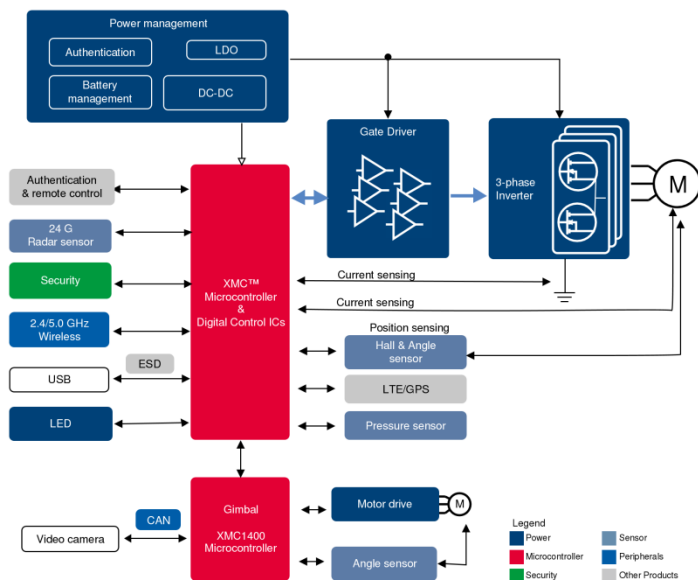 Power management
Authentication
LDO
Battery
management
DC-DC
Gate Driver
3-phase
Inverter
M
Authentication
& remote control
24 G
Radar sensor
Security
2.4/5.0 GHz
Wireless
ESD
USB
LED
XMC™
Microcontroller
&
Digital Control ICs
Current sensing
Current sensing
Position sensing
Hall & Angle
sensor
LTE/GPS
Pressure sensor
Gimbal
XMC1400
Microcontroller
CAN
Video camera
Motor drive
M
Angle sensor
Legend
Power
Microcontroller
Security
Sensor
Peripherals
Other Products